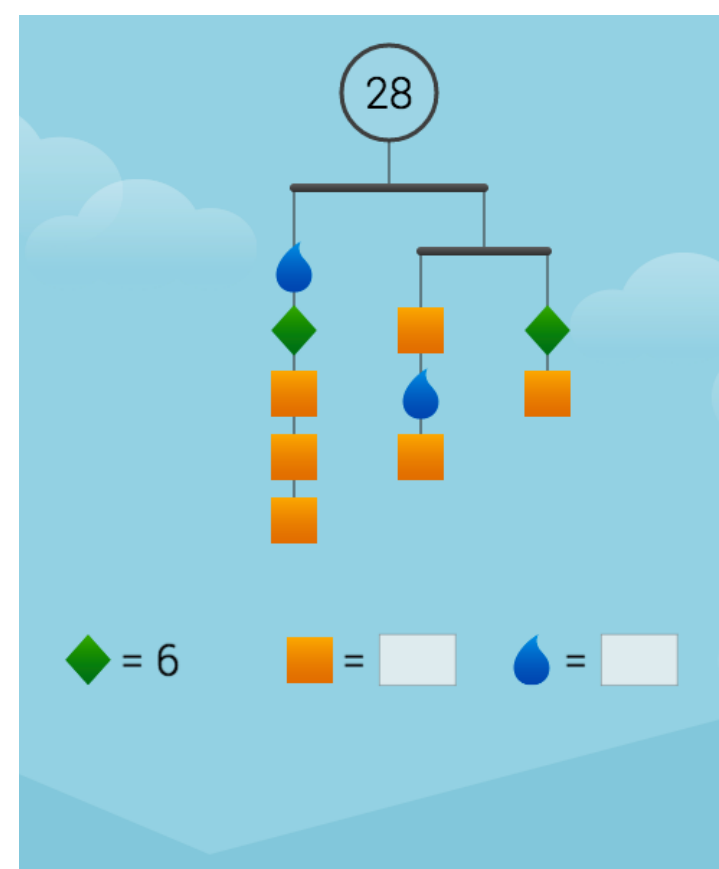 28
= 6 = =